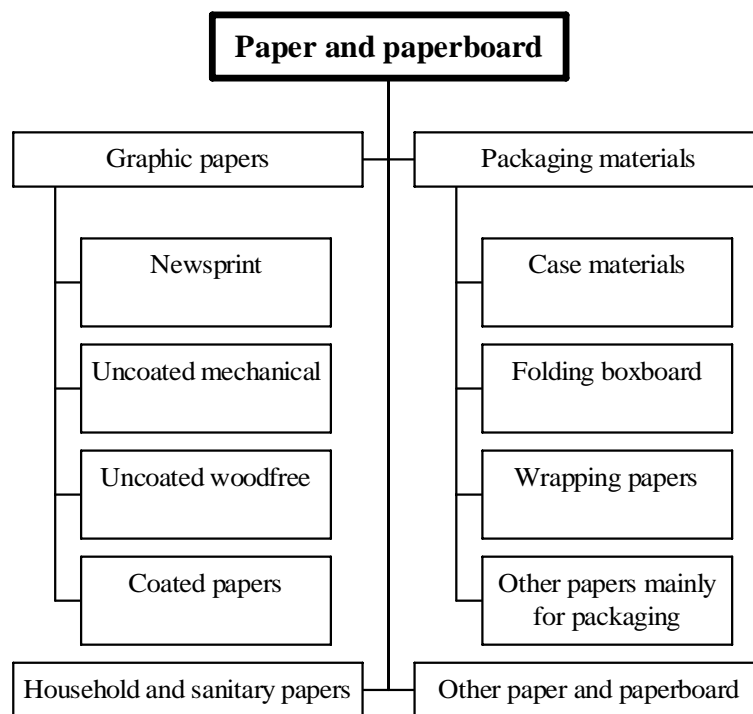 Paper and paperboard
Graphic papers
Packaging materials
Newsprint
Case materials
Uncoated mechanical
Folding boxboard
Uncoated woodfree
Wrapping papers
Coated papers
Other papers mainly
for packaging
Household and sanitary papers
Other paper and paperboard